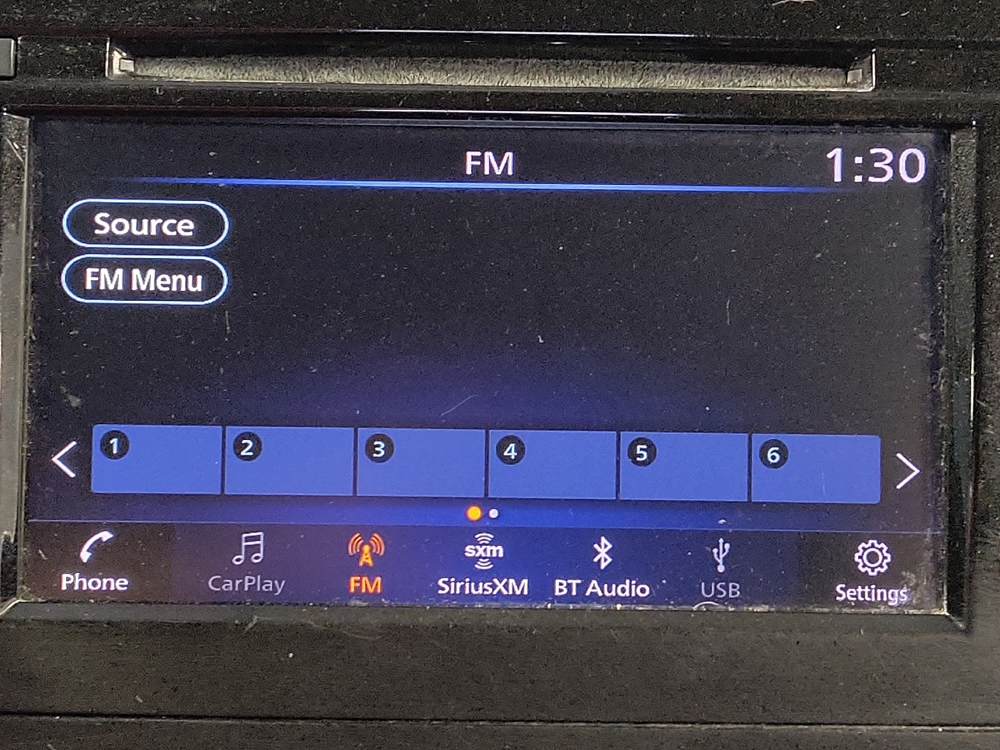 FM
1:30
Source
FM Menu
1 2 3 4 5 6
sxm
Phone CarPlay FM SiriusXM BT Audio USB Settings